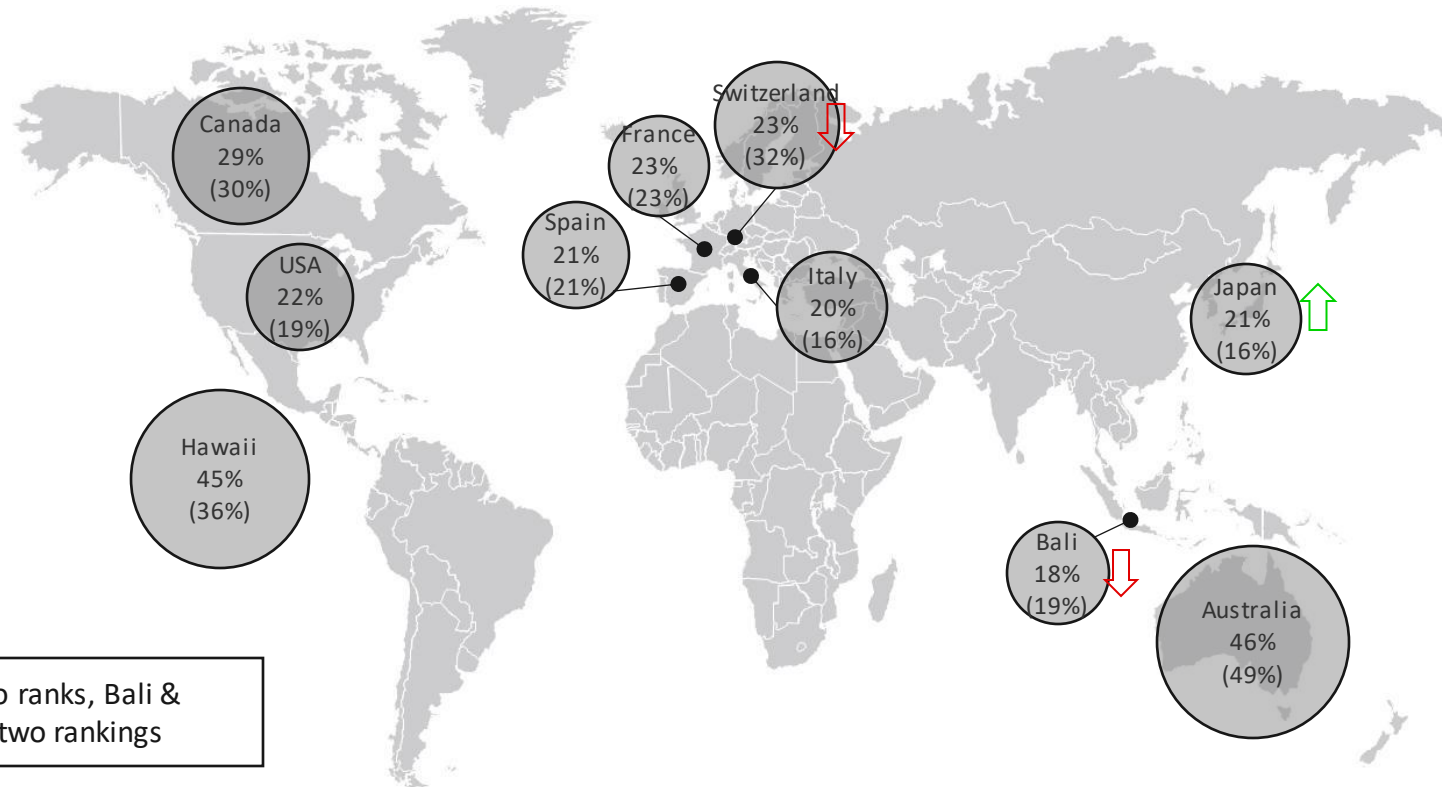 Canada
29%
(30%)
USA
22%
(19%)
Hawaii
45%
(36%)
Spain
21%
(21%)
France
23%
(23%)
Switzerland
23%
(32%)
Italy
20%
(16%)
Japan
21%
(16%)
Bali
18%
(19%)
Australia
46%
(49%)
ranks, Bali &
two rankings